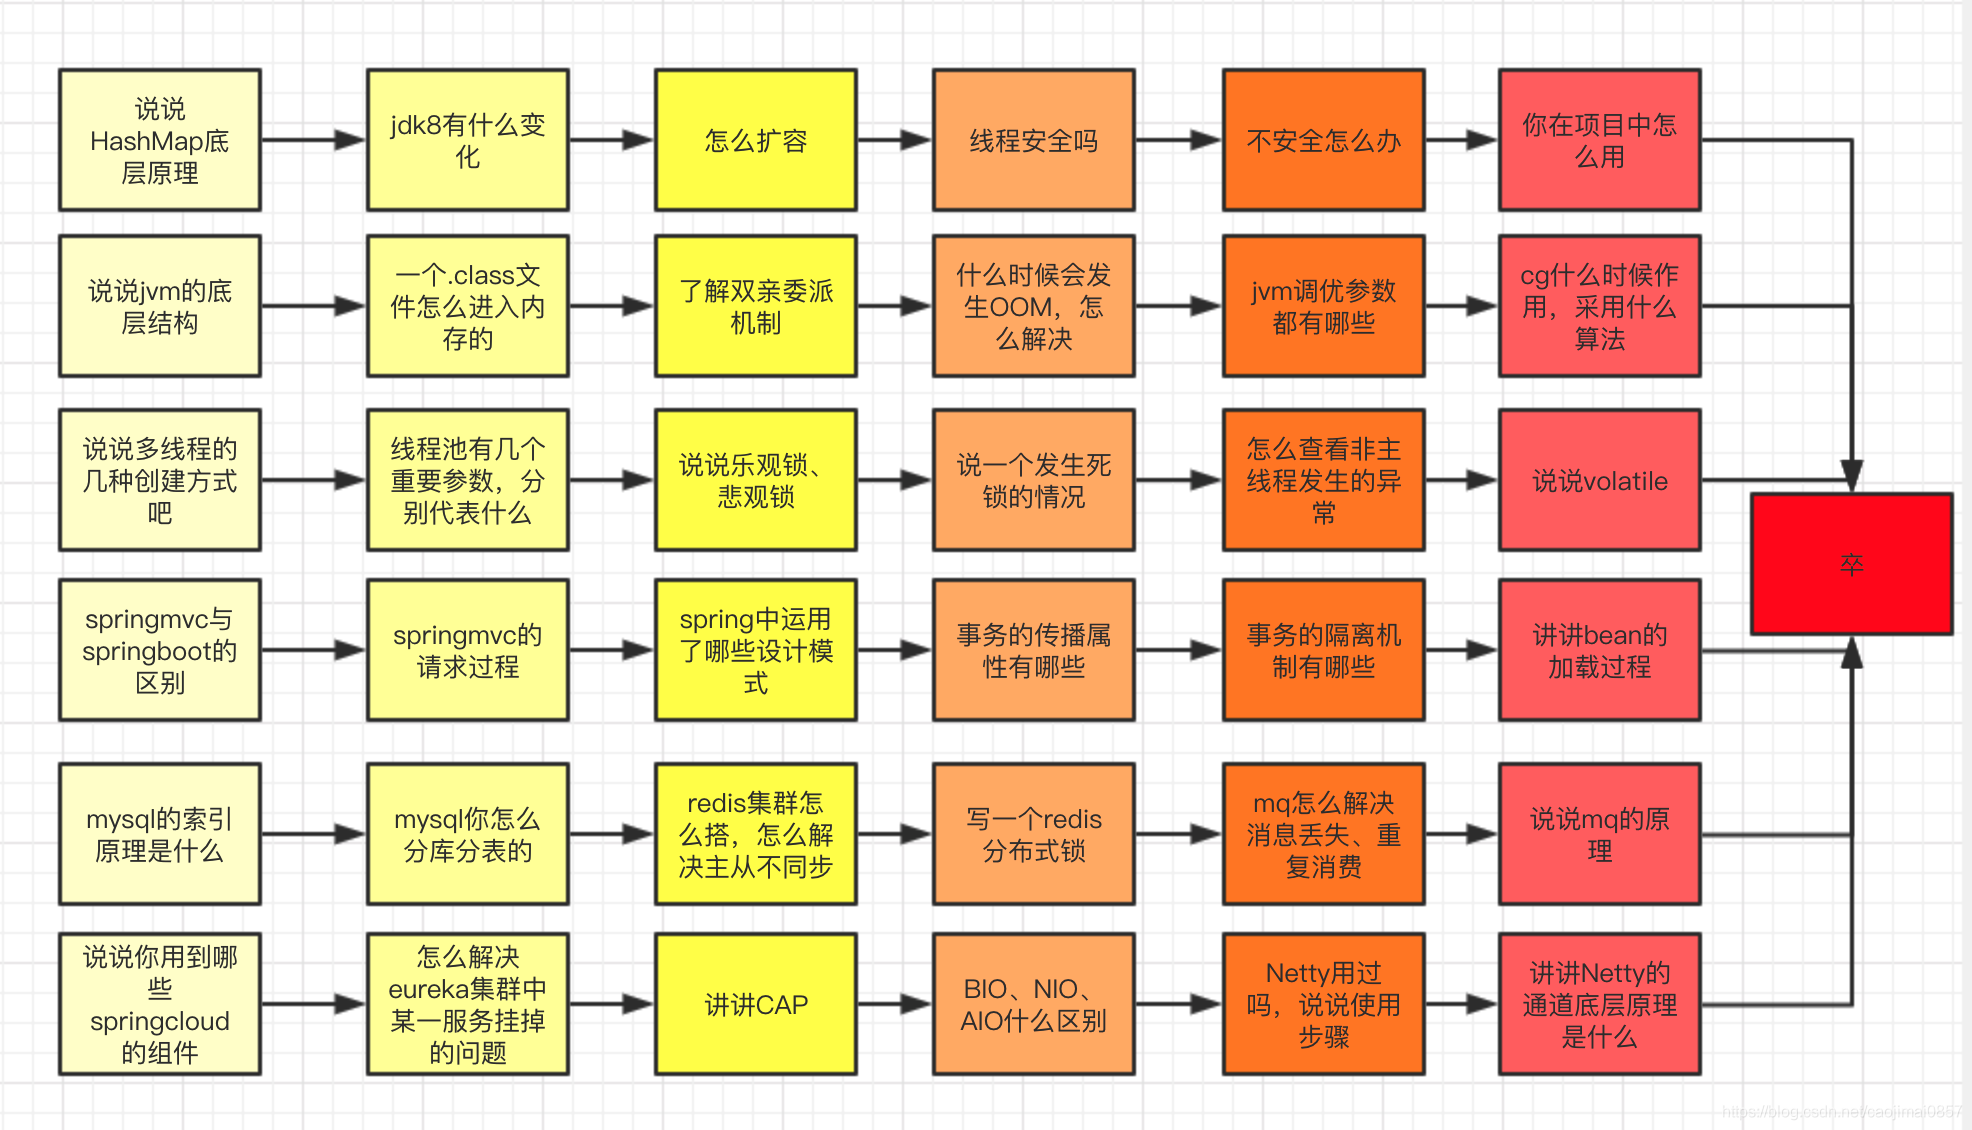 说说
HashMap底
层原理
jdk8有什么变
化
怎么扩容
线程安全吗
不安全怎么办
你在项目中怎
么用
说说jvm的底
层结构
一个.class文
件怎么进入内
存的
了解双亲委派
机制
什么时候会发
生OOM，怎
么解决
jvm调优参数
都有哪些
cg什么时候作
用，采用什么
算法
说说多线程的
几种创建方式
吧
线程池有几个
重要参数，分
别代表什么
说说乐观锁、
悲观锁
说一个发生死
锁的情况
怎么查看非主
线程发生的异
常
说说volatile
卒
springmvc与
springboot的
区别
springmvc的
请求过程
spring中运用
了哪些设计模
式
事务的传播属
性有哪些
事务的隔离机
制有哪些
讲讲bean的
加载过程
mysql的索引
原理是什么
mysql你怎么
分库分表的
redis集群怎
么搭，怎么解
决主从不同步
写一个redis
分布式锁
mq怎么解决
消息丢失、重
复消费
说说mq的原
理
说说你用到哪
些
springcloud
的组件
怎么解决
eureka集群中
某一服务挂掉
的问题
讲讲CAP
BIO、NIO、
AIO什么区别
Netty用过
吗，说说使用
步骤
讲讲Netty的
通道底层原理
是什么
https://blog.csdn.net/caojimai0857